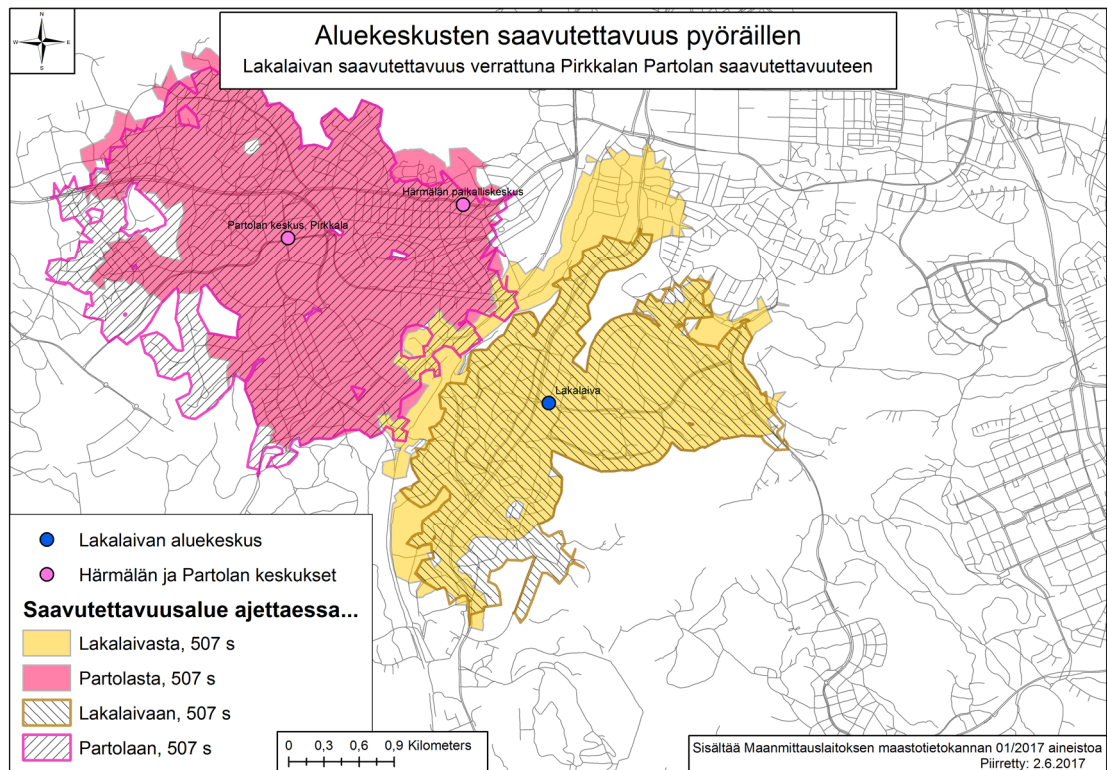 N
W
E
S
Aluekeskusten saavutettavuus pyöräillen
Lakalaivan saavutettavuus verrattuna Pirkkalan Partolan saavutettavuuteen
Härmälän paikalliskeskus
Partolan keskus, Pirkkala
Lakalaiva
Lakalaivan aluekeskus
Härmälän ja Partolan keskukset
Saavutettavuusalue ajettaessa...
Lakalaivasta, 507 s
Partolasta, 507 s
Lakalaivaan, 507 s
Partolaan, 507 s
0 0,3 0,6 0,9 Kilometers
Sisältää Maanmittauslaitoksen maastotietokannan 01/2017 aineistoa
Piirretty: 2.6.2017